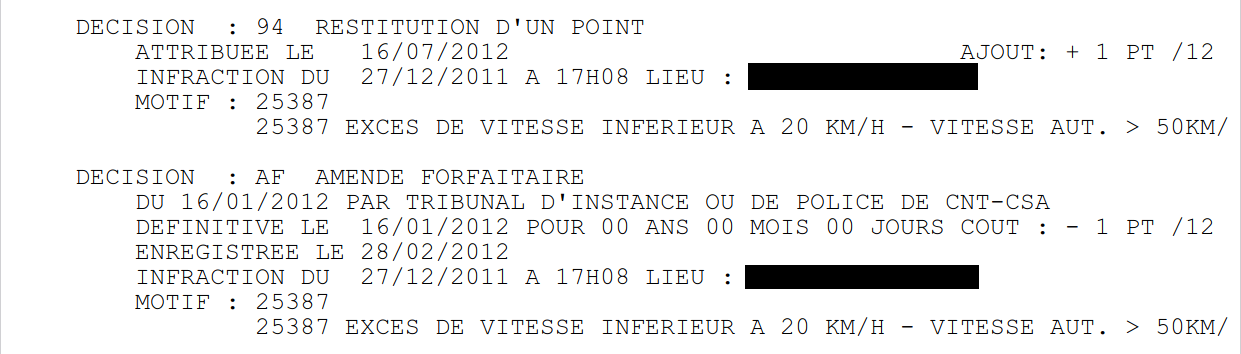 DECISION : 94 RESTITUTION D'UN POINT
ATTRIBUEE LE 16/07/2012 AJOUT: + 1 PT /12
INFRACTION DU 27/12/2011 A 17H08 LIEU :
MOTIF : 25387
25387 EXCES DE VITESSE INFERIEUR A 20 KM/H - VITESSE AUT. > 50KM/
DECISION : AF AMENDE FORFAITAIRE
DU 16/01/2012 PAR TRIBUNAL D'INSTANCE OU DE POLICE DE CNT-CSA
DEFINITIVE LE 16/01/2012 POUR 00 ANS 00 MOIS 00 JOURS COUT : - 1 PT /12
ENREGISTREE LE 28/02/2012
INFRACTION DU 27/12/2011 A 17H08 LIEU :
MOTIF : 25387
25387 EXCES DE VITESSE INFERIEUR A 20 KM/H - VITESSE AUT. > 50KM/